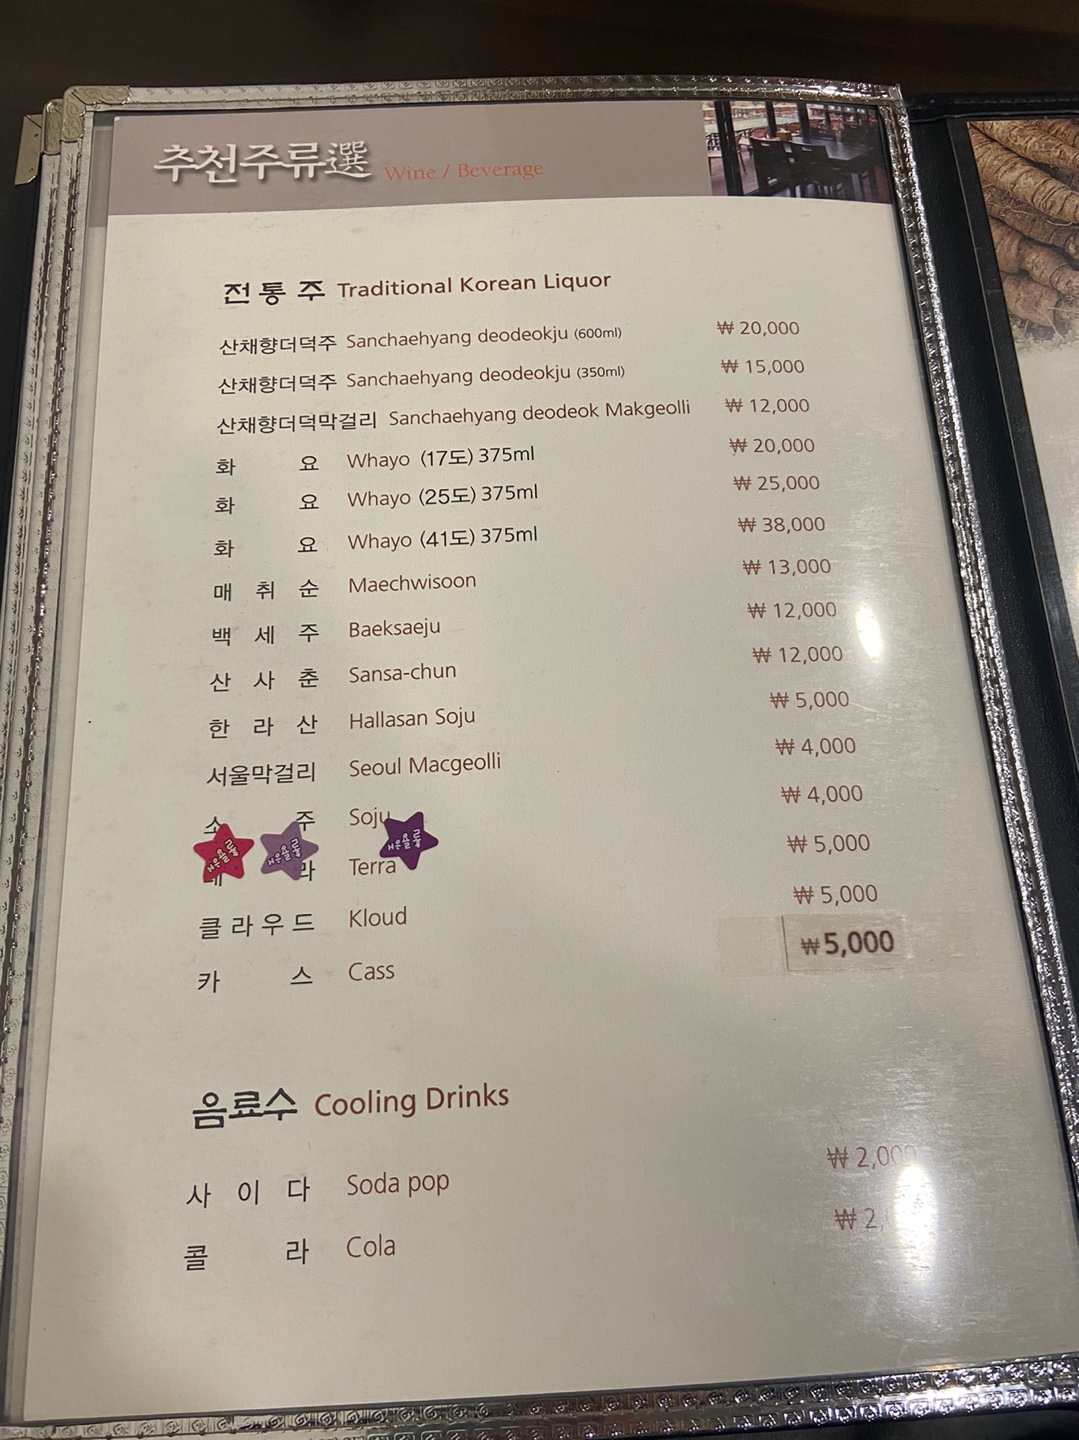 추천주류選 Wine / Beverage
전통주 Traditional Korean Liquor
산채향더덕주 Sanchaehyang deodeokju (600ml) ₩ 20,000
산채향더덕주 Sanchaehyang deodeokju (350ml) ₩ 15,000
산채향더덕막걸리 Sanchaehyang deodeok Makgeolli ₩ 12,000
화 요 Whayo (17도) 375ml ₩ 20,000
화 요 Whayo (25도) 375ml ₩ 25,000
화 요 Whayo (41도) 375ml ₩ 38,000
매 취 순 Maechwisoon ₩ 13,000
백 세 주 Baeksaeju ₩ 12,000
산 사 춘 Sansa-chun ₩ 12,000
한 라 산 Hallasan Soju ₩ 5,000
서울막걸리 Seoul Macgeolli ₩ 4,000
소 주 Soju ₩ 4,000
라 Terra ₩ 5,000
클라우드 Kloud ₩ 5,000
카 스 Cass ₩5,000
음료수 Cooling Drinks
사 이 다 Soda pop ₩ 2,000
콜 라 Cola ₩ 2,